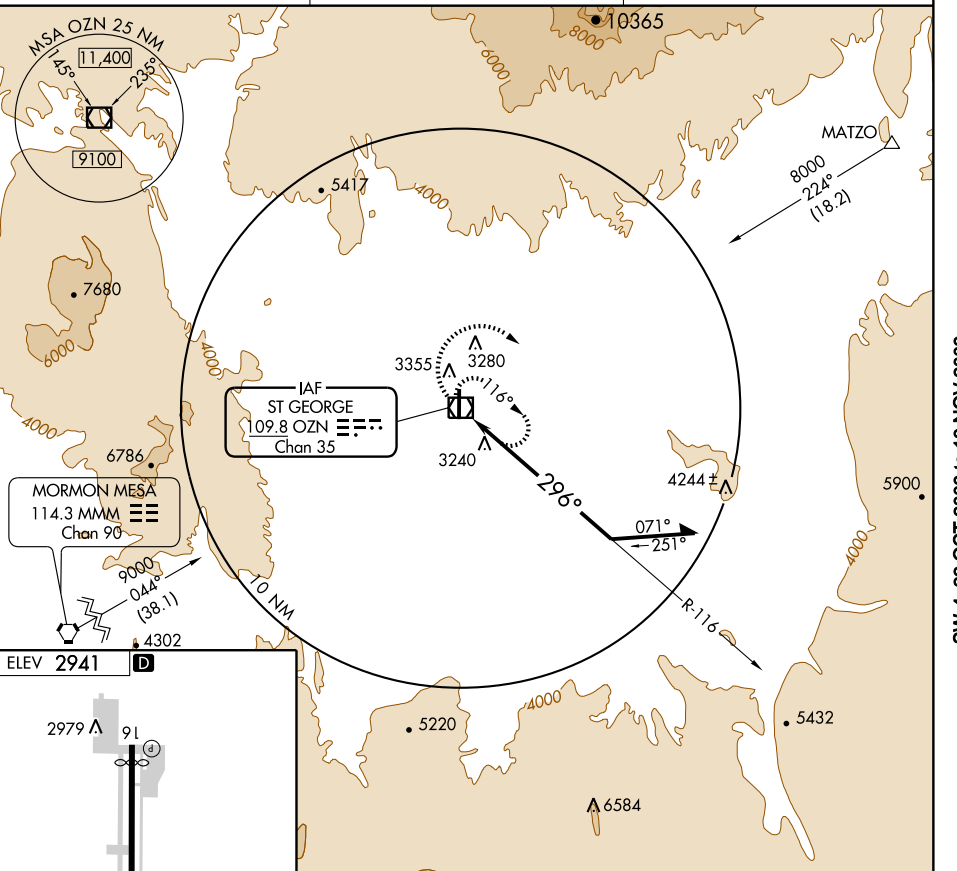 MSA OZN 25 NM
11,400
145°
235°
9100
10365
8000
6000
MATZO
8000
224°
(18.2)
5417
4000
7680
6000
4000
3355
3280
116°
IAF
ST GEORGE
109.8 OZN
Chan 35
3240
4000
6786
MORMON MESA
114.3 MMM
Chan 90
296°
4244±
5900
071°
251°
4000
9000
044°
(38.1)
10 NM
R-116
4302
ELEV 2941
D
2979
16
P
5220
4000
5432
6584